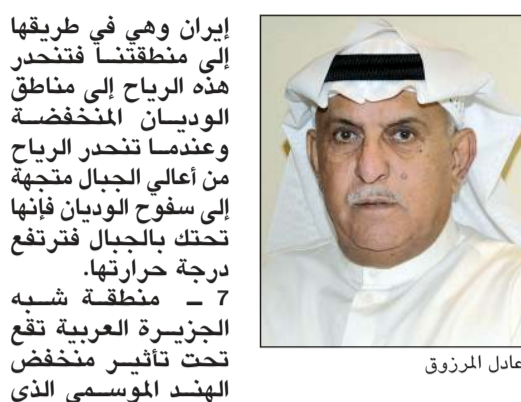 إيران وهي في طريقها
إلى منطقتنا فتنحدر
هذه الرياح إلى مناطق
الوديان المنخفضة
وعندما تنحدر الرياح
من أعالي الجبال متجهة
إلى سفوح الوديان فإنها
تحتك بالجبال فترتفع
درجة حرارتها.
7 ـ منطقة شبه
الجزيرة العربية تقع
تحت تأثير منخفض
الهند الموسمي الذي
عادل المرزوق